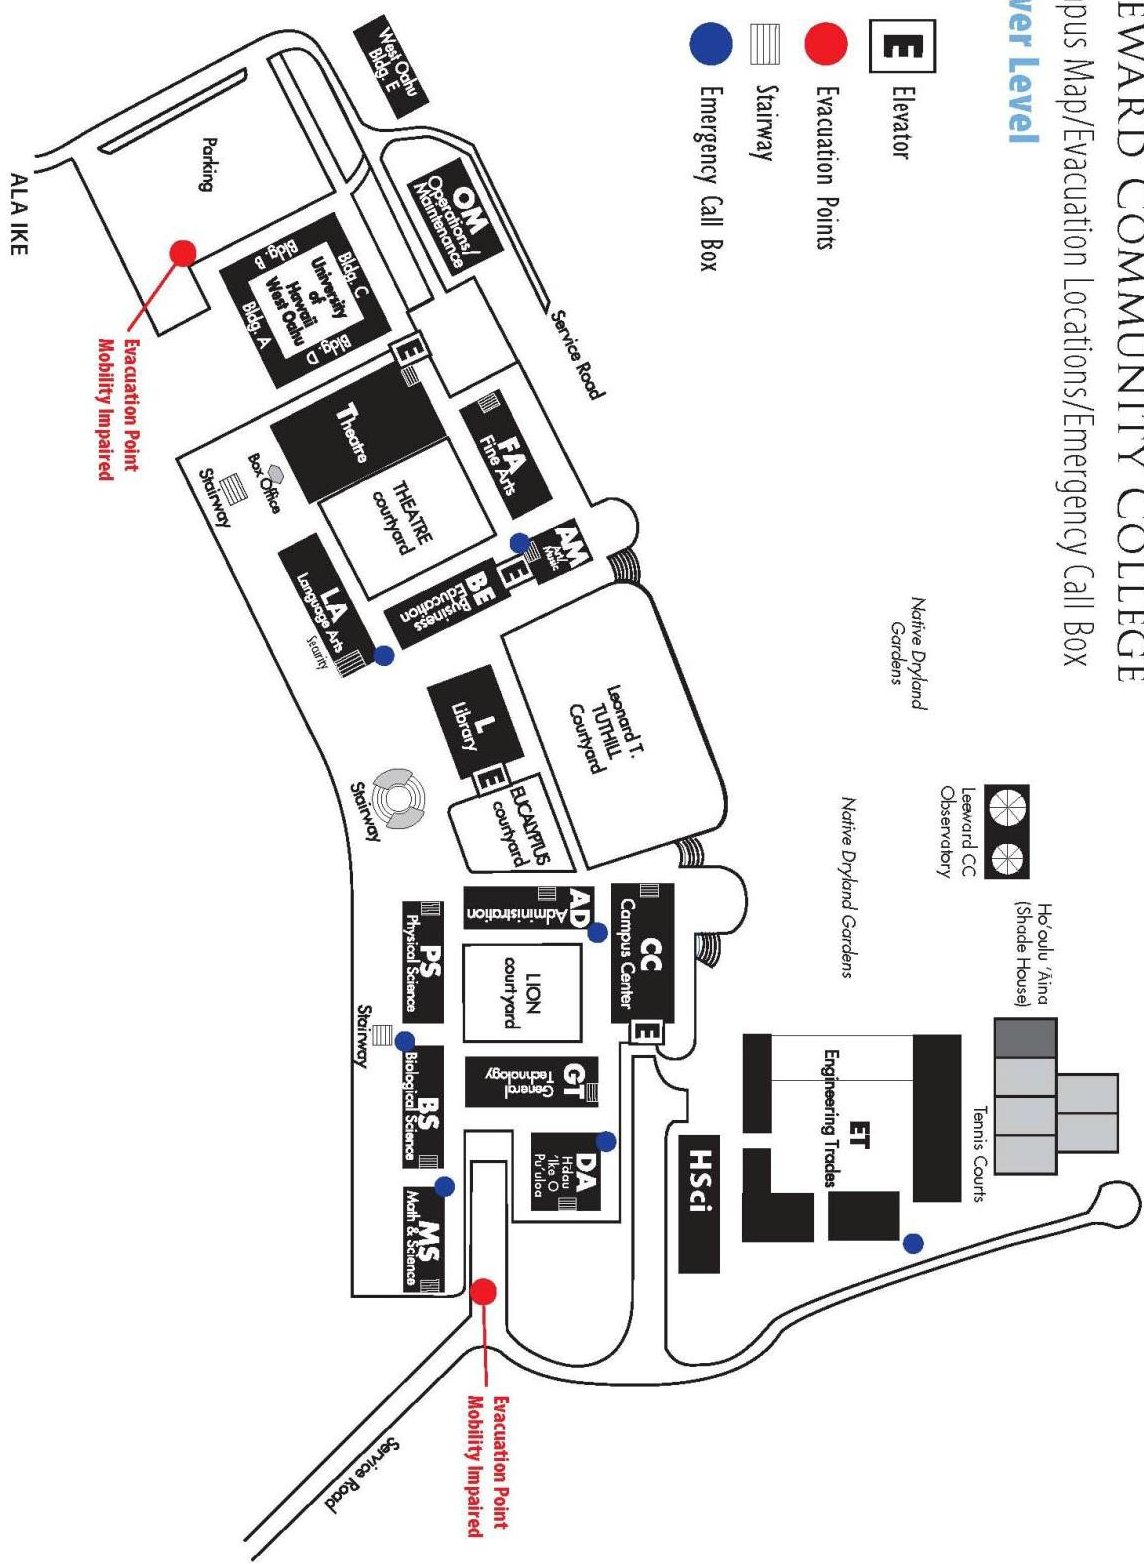 EWARD COMMUNITY COLLEGE
pus Map/Evacuation Locations/Emergency Call Box
wer Level
E
Elevator
Evacuation Points
Stairway
Emergency Call Box
Native Dryland
Gardens
Native Dryland Gardens
Leeward CC
Observatory
Ho'oulu 'Āina
(Shade House)
Tennis Courts
ET
Engineering Trades
HSci
West Oahu
Bldg. E
OM
Operations/
Maintenance
Service Road
Parking
ALA IKE
Bldg. B
Bldg. C
University
of
Hawaii
West Oahu
Bldg. D
Bldg. A
E
Evacuation Point
Mobility Impaired
Theatre
Box Office
Stairway
THEATRE
courtyard
FA
Fine Arts
AM
Art/
Music
E
BE
Business
Education
LA
Language Arts
Security
Leonard T.
TUTHILL
Courtyard
L
Library
E
EUCALYPTUS
courtyard
Stairway
AD
Administration
CC
Campus Center
E
PS
Physical Science
LION
courtyard
Stairway
BS
Biological Science
GT
General
Technology
DA
Hālau
'Ike O
Pu'uloa
MS
Math & Science
Evacuation Point
Mobility Impaired
Service Road